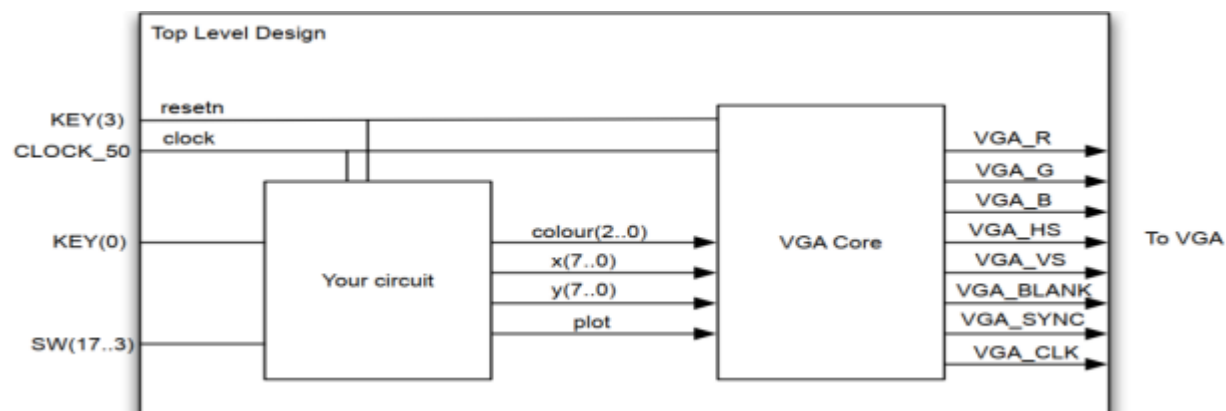 Top Level Design
resetn
KEY(3)
clock
CLOCK_50
VGA_R
VGA_G
VGA_B
KEY(0)
colour(2..0)
VGA Core
VGA_HS
To VGA
Your circuit
x(7..0)
VGA_VS
y(7..0)
VGA_BLANK
plot
VGA_SYNC
SW(17..3)
VGA_CLK